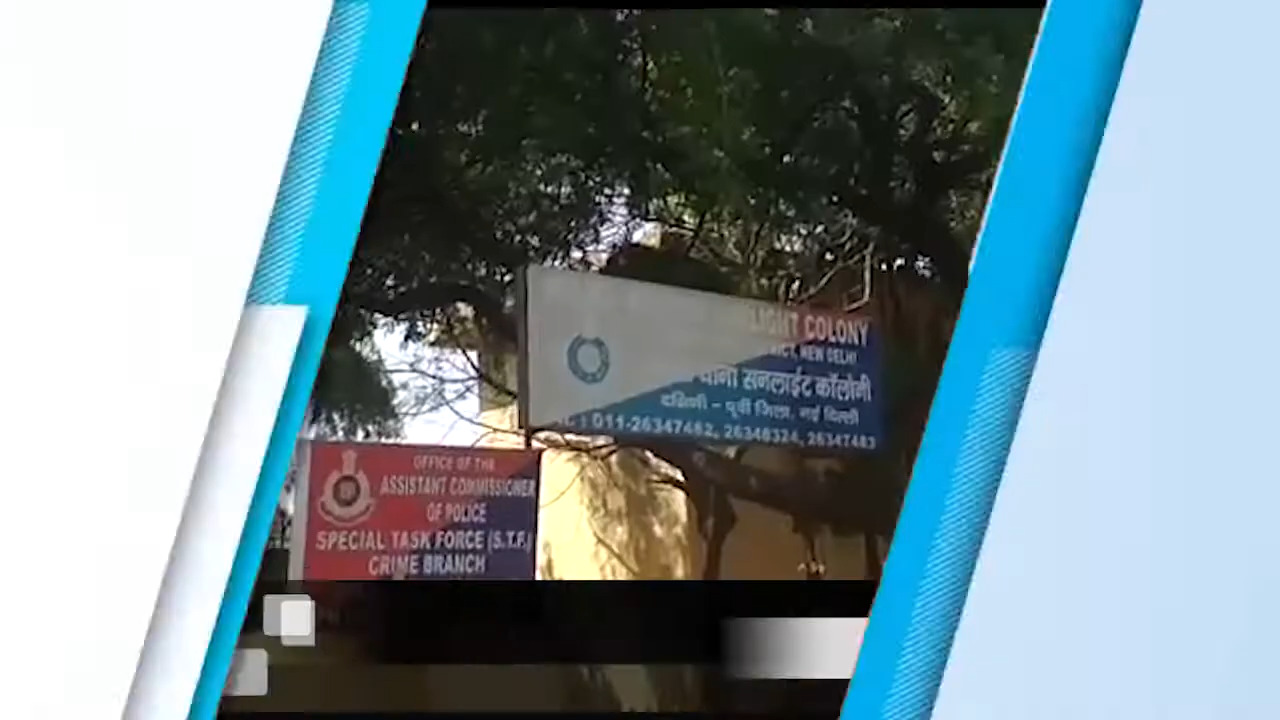 LIGHT COLONY
NEW DELHI
थाना सनलाईट कॉलोनी
दक्षिणी - पूर्वी जिला, नई दिल्ली
011-26347482, 26346324, 26347483
OFFICE OF THE
ASSISTANT COMMISSIONER
OF POLICE
SPECIAL TASK FORCE (S.T.F.)
CRIME BRANCH